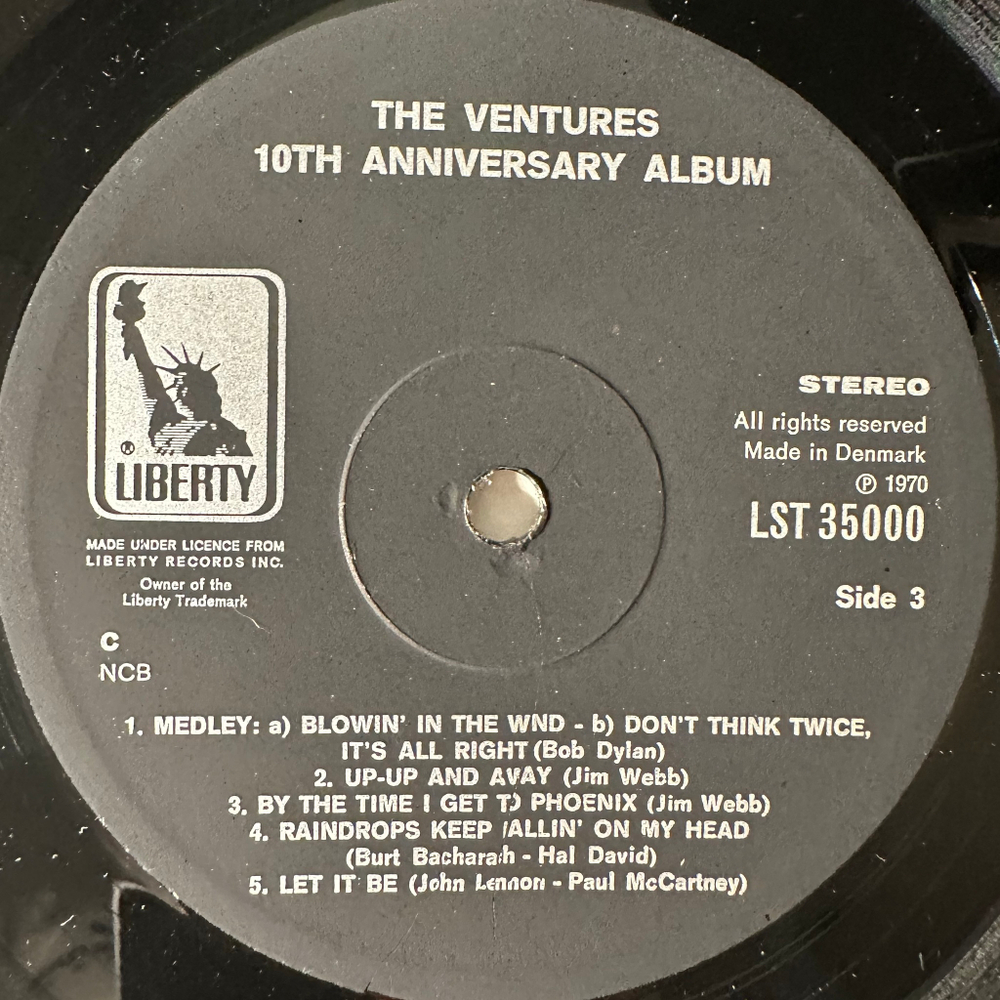 THE VENTURES
10TH ANNIVERSARY ALBUM
LIBERTY
MADE UNDER LICENCE FROM
LIBERTY RECORDS INC.
Owner of the
Liberty Trademark
C
NCB
STEREO
All rights reserved
Made in Denmark
Ⓟ 1970
LST 35000
Side 3
1. MEDLEY: a) BLOWIN' IN THE WND - b) DON'T THINK TWICE,
IT'S ALL RIGHT (Bob Dylan)
2. UP-UP AND AWAY (Jim Webb)
3. BY THE TIME I GET TO PHOENIX (Jim Webb)
4. RAINDROPS KEEP FALLIN' ON MY HEAD
(Burt Bacharach - Hal David)
5. LET IT BE (John Lennon - Paul McCartney)